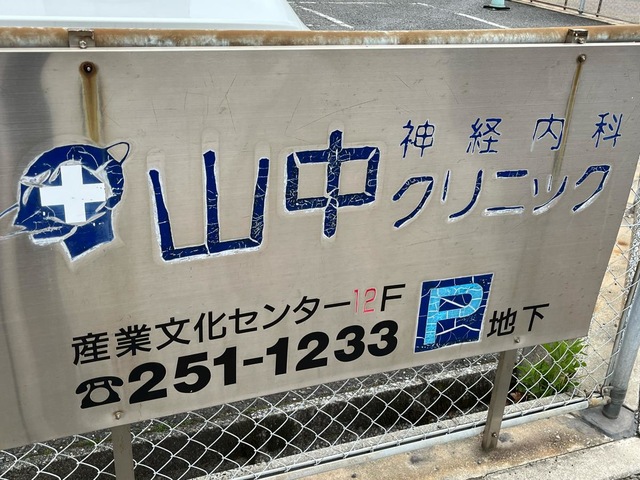 山中 神経内科
クリニック
産業文化センター12F
☎251-1233 P 地下